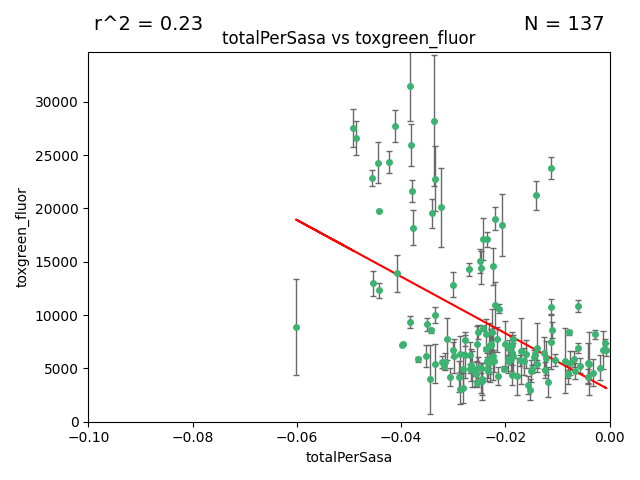 r^2 = 0.23
N = 137
totalPerSasa vs toxgreen_fluor
30000
25000
20000
15000
10000
5000
0
toxgreen_fluor
−0.10
−0.08
−0.06
−0.04
−0.02
0.00
totalPerSasa